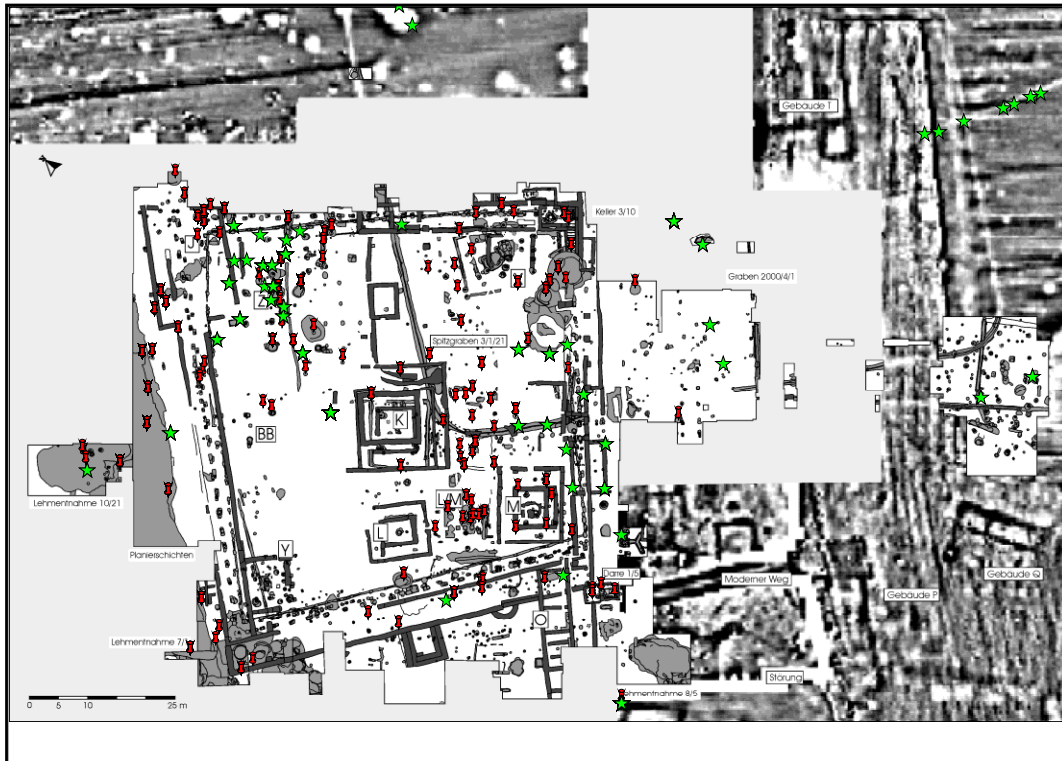 Gebäude T
Keller 3/10
J
Graben 2000/4/1
Z
Spitzgraben 3/1/21
K
BB
Lehmentnahme 10/21
M
L
Planierschichten
Y
Darre 1/5
Moderner Weg
Gebäude Q
Gebäude P
O
Lehmentnahme 7/
Störung
Lehmentnahme 8/5
0 5 10 25 m